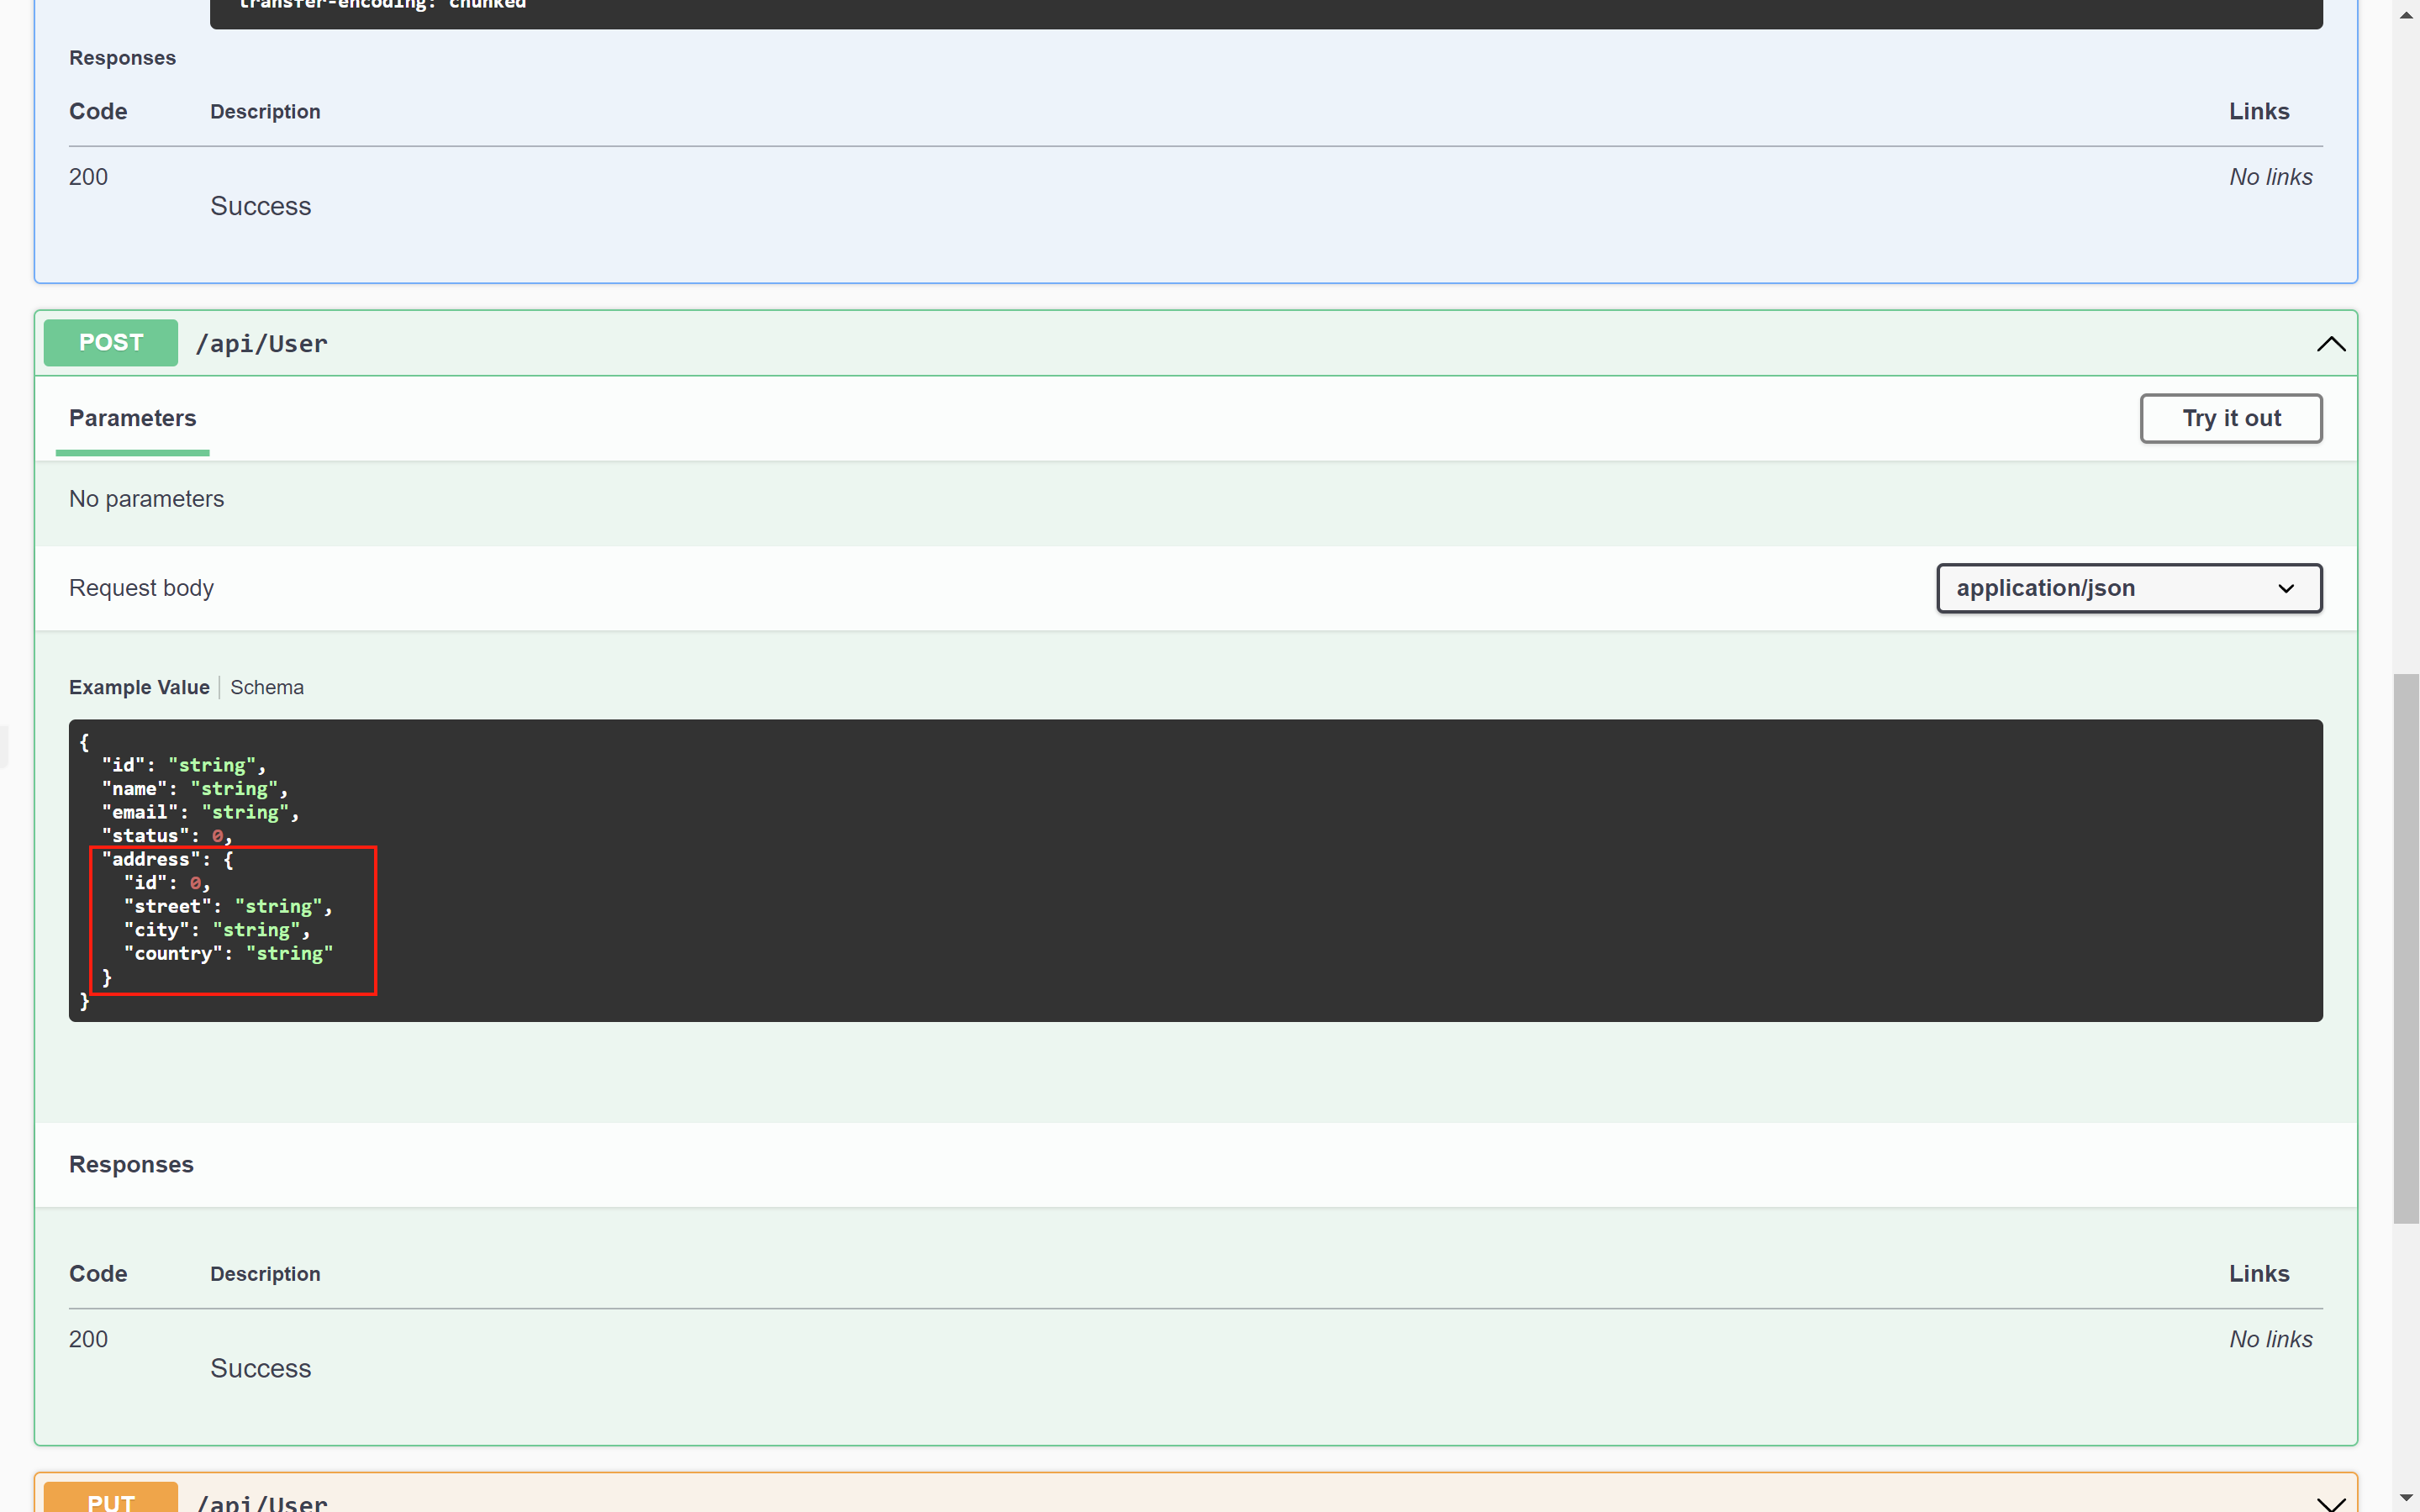 transfer-encoding: chunked
Responses
Code Description Links
200 No links
Success
POST /api/User
Parameters Try it out
No parameters
Request body application/json
Example Value Schema
{
  "id": "string",
  "name": "string",
  "email": "string",
  "status": 0,
  "address": {
    "id": 0,
    "street": "string",
    "city": "string",
    "country": "string"
  }
}
Responses
Code Description Links
200 No links
Success
PUT /api/User